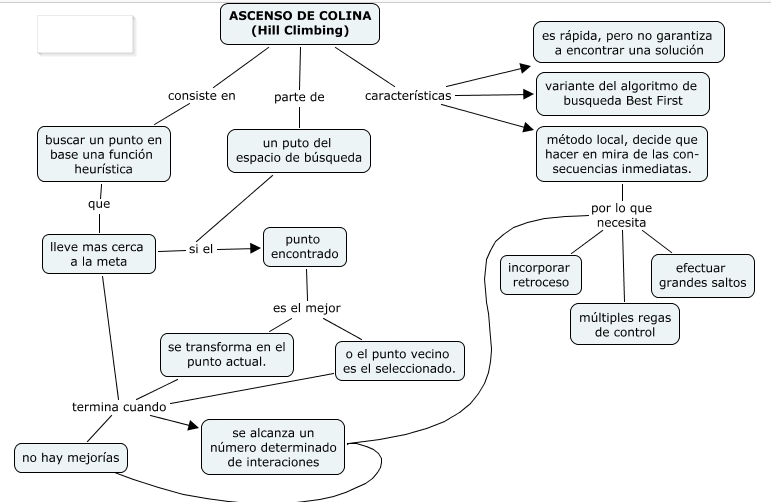 ASCENSO DE COLINA
(Hill Climbing)
consiste en
parte de
características
es rápida, pero no garantiza
a encontrar una solución
variante del algoritmo de
busqueda Best First
método local, decide que
hacer en mira de las con-
secuencias inmediatas.
buscar un punto en
base una función
heurística
un puto del
espacio de búsqueda
que
lleve mas cerca
a la meta
si el
punto
encontrado
por lo que
necesita
incorporar
retroceso
múltiples regas
de control
efectuar
grandes saltos
es el mejor
se transforma en el
punto actual.
o el punto vecino
es el seleccionado.
termina cuando
no hay mejorías
se alcanza un
número determinado
de interaciones